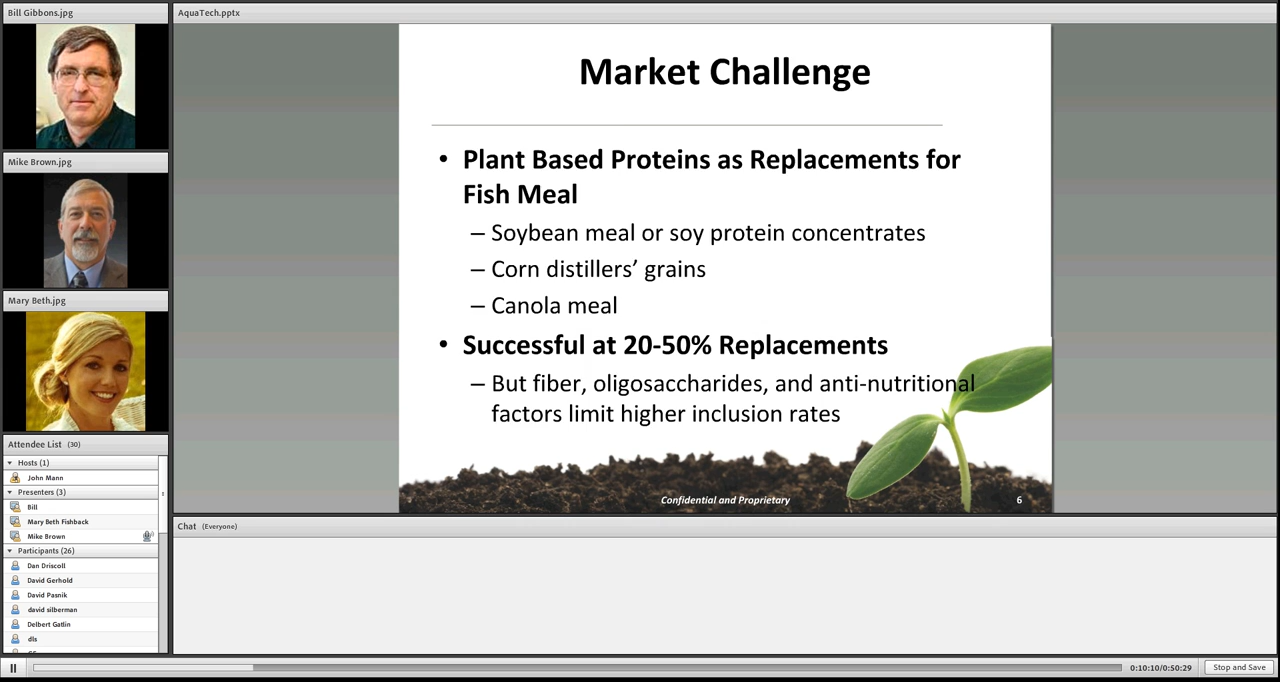 Bill Gibbons.jpg
Mike Brown.jpg
Mary Beth.jpg
Attendee List (30)
Hosts (1)
John Mann
Presenters (3)
Bill
Mary Beth Fishback
Mike Brown
Participants (26)
Dan Driscoll
David Gerhold
David Pasnik
david silberman
Delbert Gatlin
dls
AquaTech.pptx
Market Challenge
• Plant Based Proteins as Replacements for
Fish Meal
– Soybean meal or soy protein concentrates
– Corn distillers’ grains
– Canola meal
• Successful at 20-50% Replacements
– But fiber, oligosaccharides, and anti-nutritional
factors limit higher inclusion rates
Confidential and Proprietary
6
Chat (Everyone)
0:10:10/0:50:29
Stop and Save